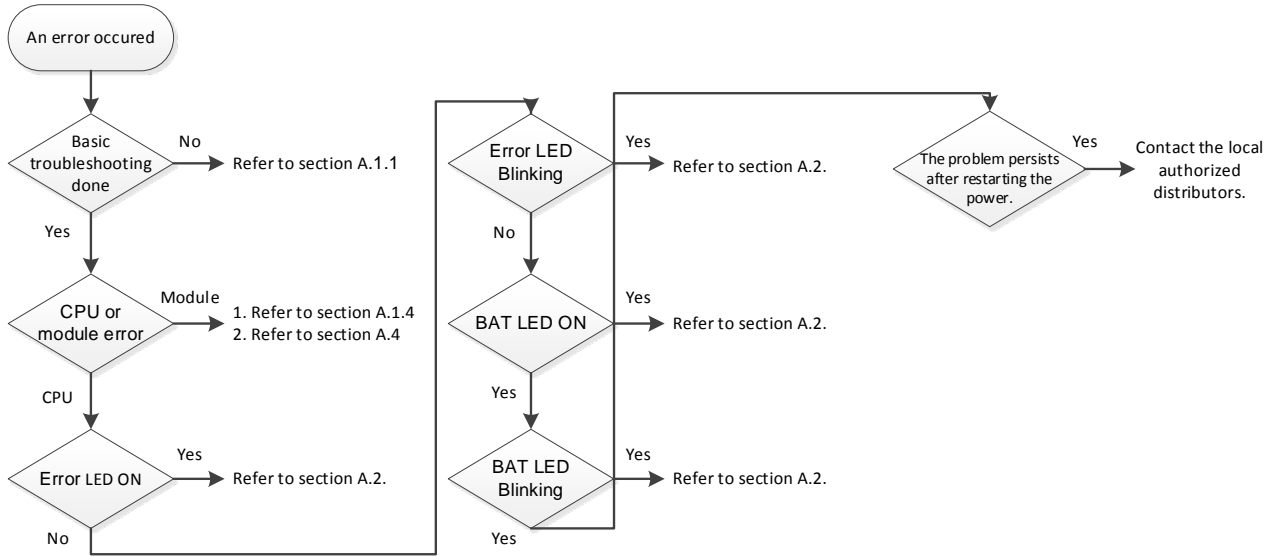 An error occured
Basic
troubleshooting
done
No
Refer to section A.1.1
Yes
CPU or
module error
Module
1. Refer to section A.1.4
2. Refer to section A.4
CPU
Error LED ON
Yes
Refer to section A.2.
No
Error LED
Blinking
Yes
Refer to section A.2.
No
BAT LED ON
Yes
Refer to section A.2.
Yes
BAT LED
Blinking
Yes
Refer to section A.2.
Yes
The problem persists
after restarting the
power.
Yes
Contact the local
authorized
distributors.